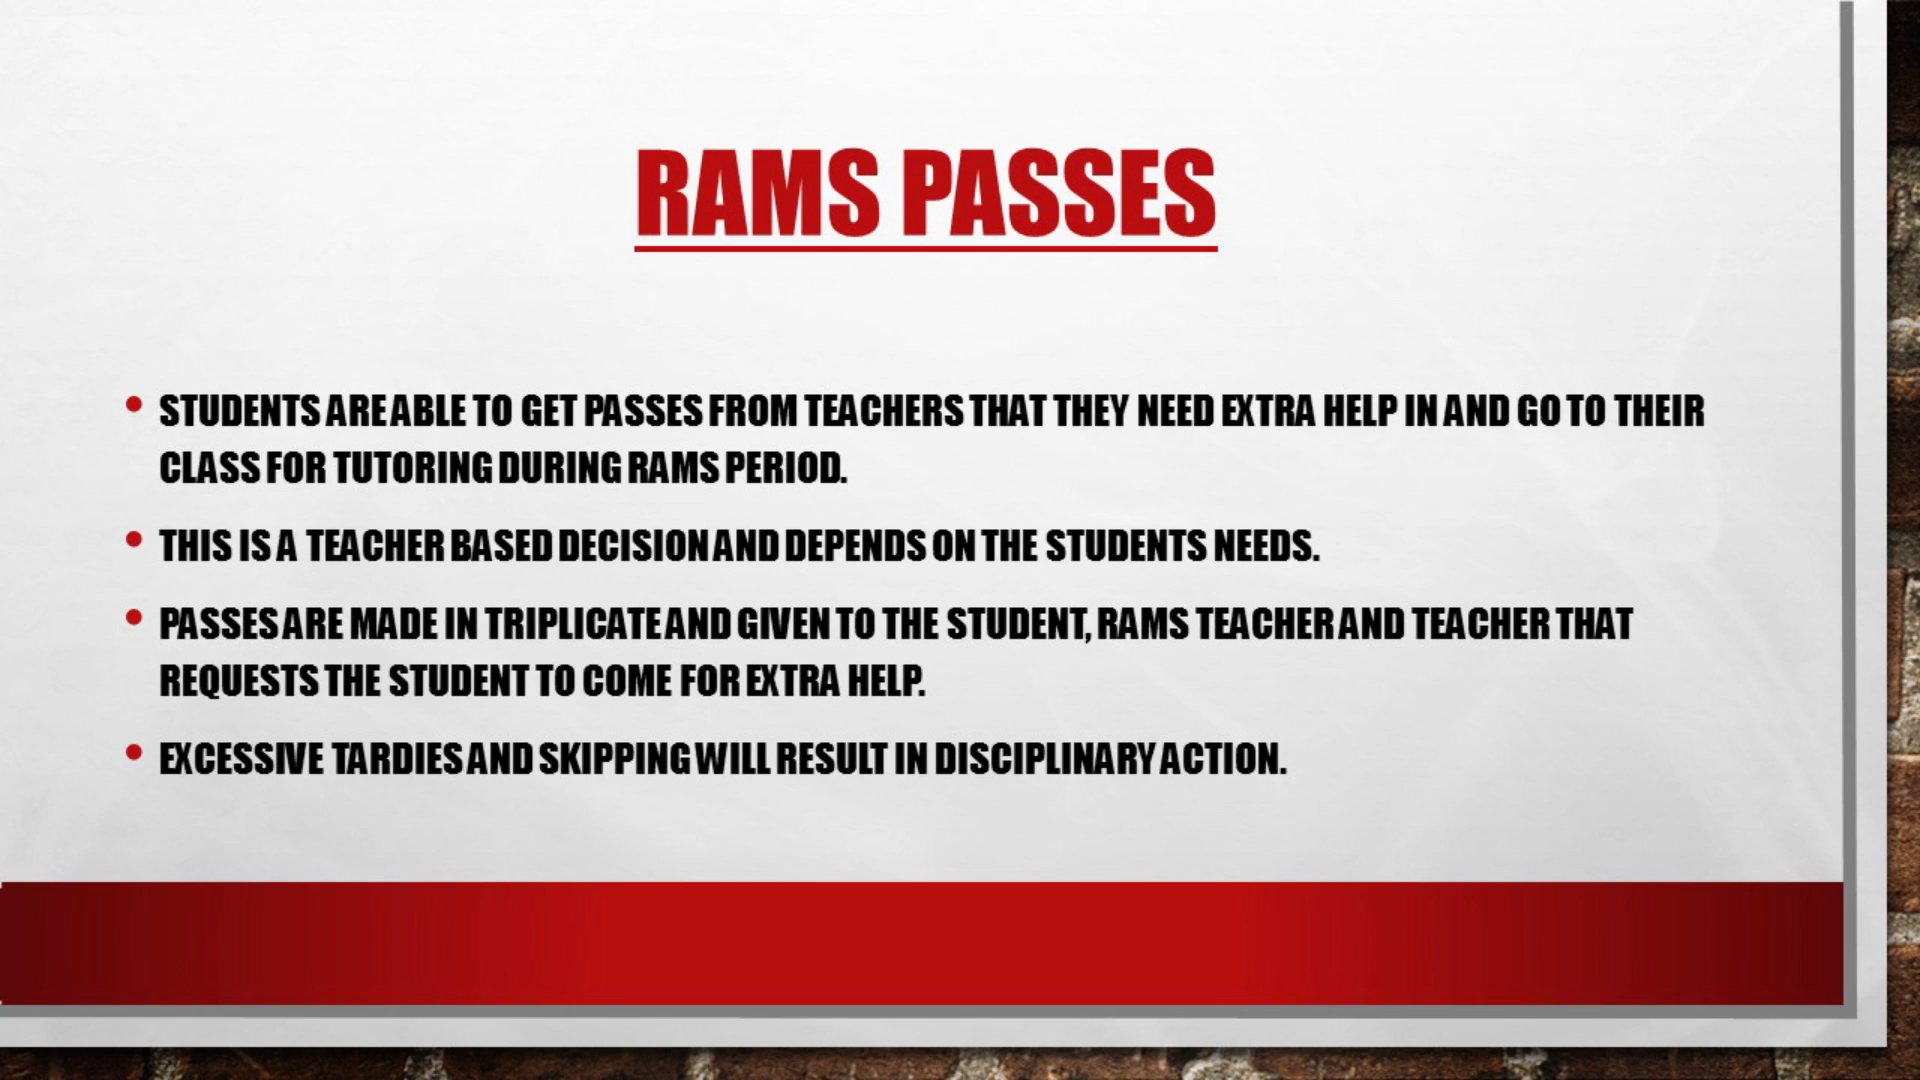 RAMS PASSES
• STUDENTS ARE ABLE TO GET PASSES FROM TEACHERS THAT THEY NEED EXTRA HELP IN AND GO TO THEIR
CLASS FOR TUTORING DURING RAMS PERIOD.
• THIS IS A TEACHER BASED DECISION AND DEPENDS ON THE STUDENTS NEEDS.
• PASSES ARE MADE IN TRIPLICATE AND GIVEN TO THE STUDENT, RAMS TEACHER AND TEACHER THAT
REQUESTS THE STUDENT TO COME FOR EXTRA HELP.
• EXCESSIVE TARDIES AND SKIPPING WILL RESULT IN DISCIPLINARY ACTION.